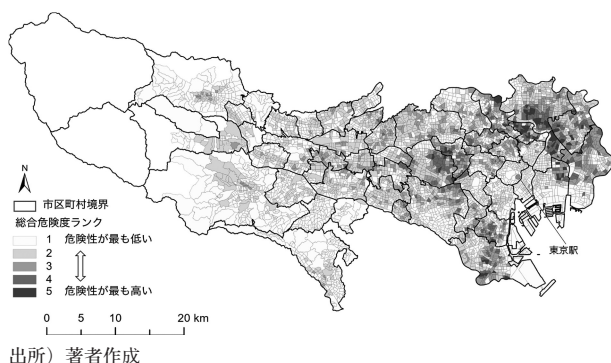 東京駅
N
市区町村境界
総合危険度ランク
1 危険性が最も低い
2
3
4
5 危険性が最も高い
0 5 10 20 km
出所）著者作成